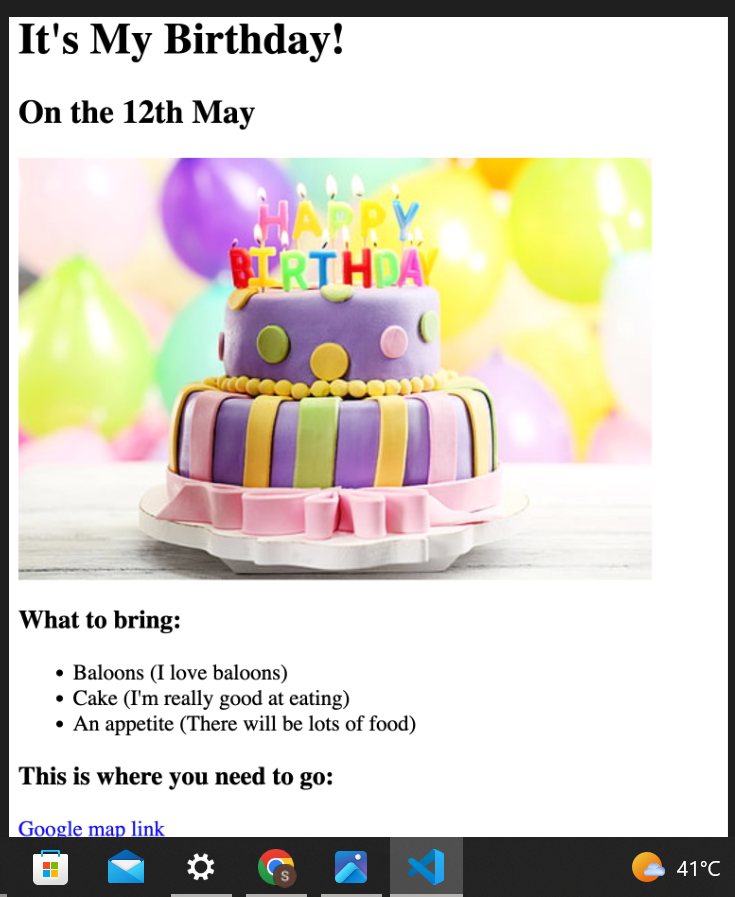 It's My Birthday!
On the 12th May
HAPPY
BIRTHDAY
What to bring:
Baloons (I love baloons)
Cake (I'm really good at eating)
An appetite (There will be lots of food)
This is where you need to go:
Google map link
S
41°C